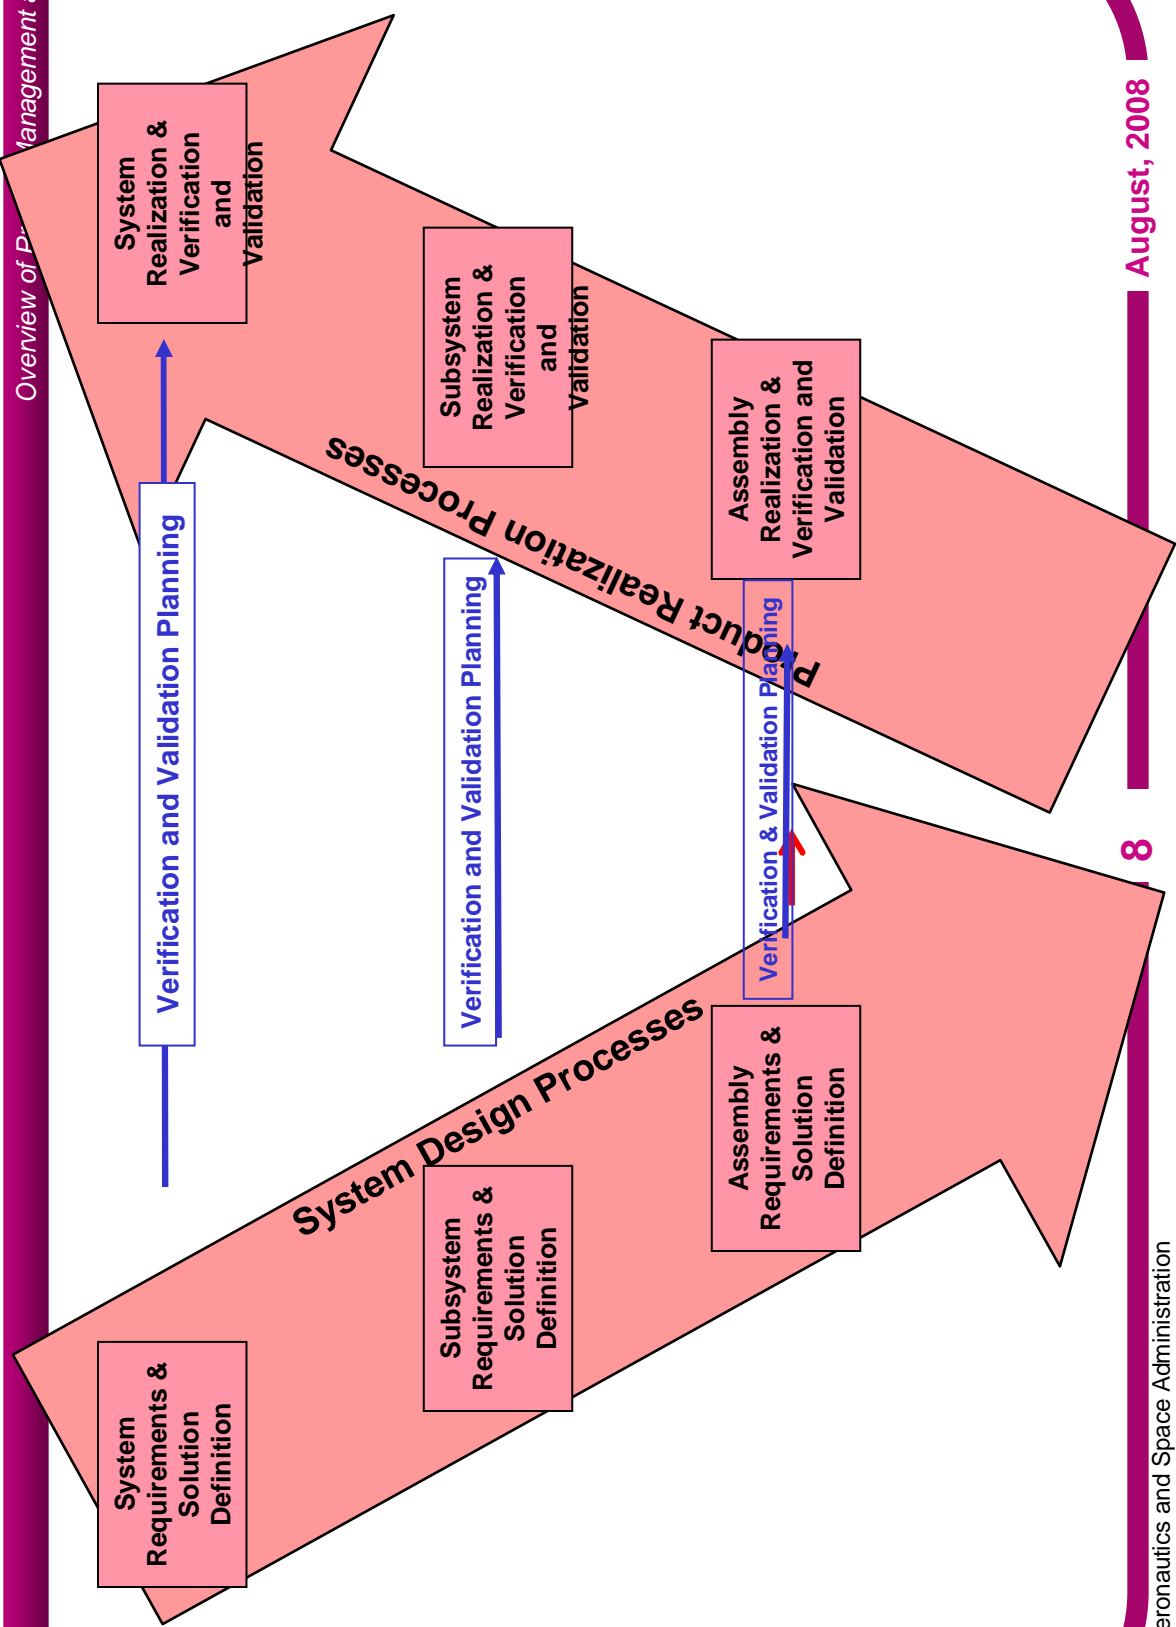 Overview of
Management
System
Realization &
Verification
and
Validation
Verification and Validation Planning
System
Requirements &
Solution
Definition
Subsystem
Realization &
Verification
and
Validation
Product Realization Processes
Verification and Validation Planning
System Design Processes
Subsystem
Requirements &
Solution
Definition
Assembly
Realization &
Verification and
Validation
Verification & Validation Planning
Assembly
Requirements &
Solution
Definition
August, 2008
8
eronautics and Space Administration